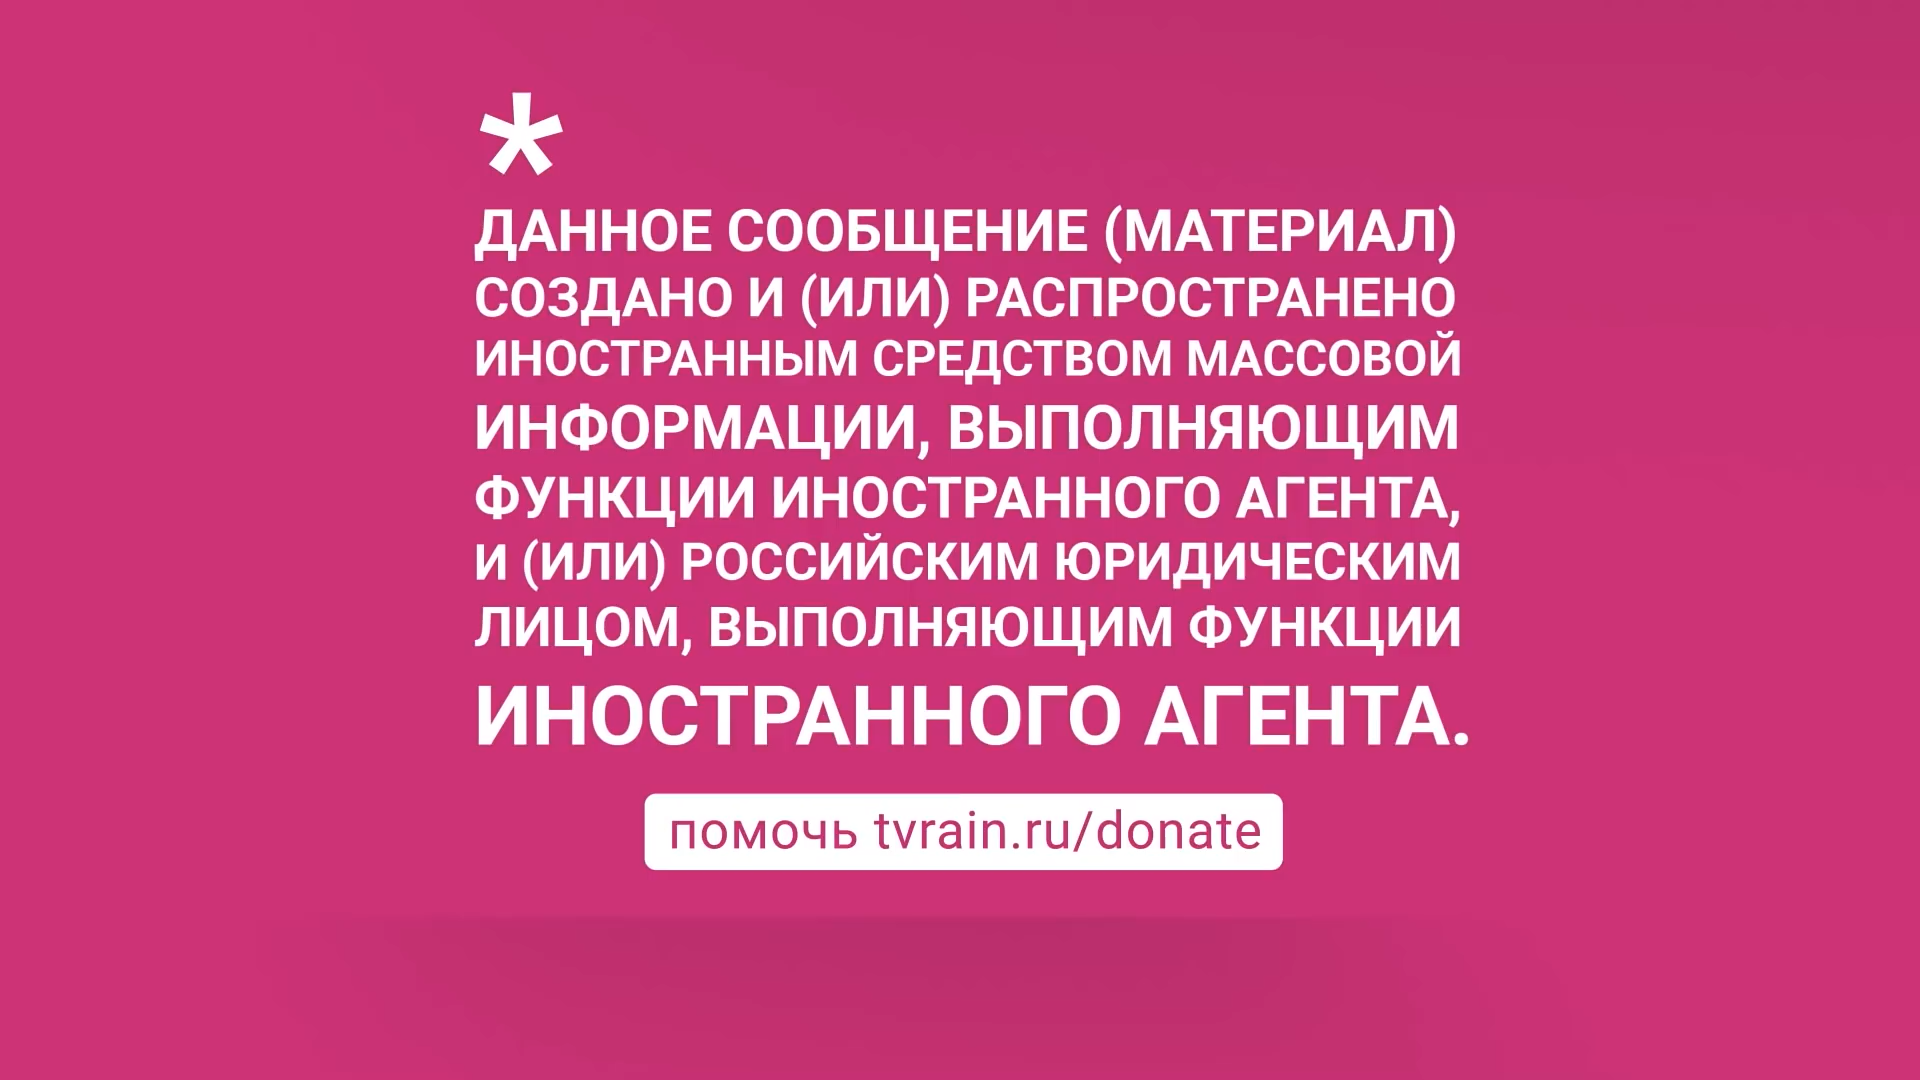 *
ДАННОЕ СООБЩЕНИЕ (МАТЕРИАЛ)
СОЗДАНО И (ИЛИ) РАСПРОСТРАНЕНО
ИНОСТРАННЫМ СРЕДСТВОМ МАССОВОЙ
ИНФОРМАЦИИ, ВЫПОЛНЯЮЩИМ
ФУНКЦИИ ИНОСТРАННОГО АГЕНТА,
И (ИЛИ) РОССИЙСКИМ ЮРИДИЧЕСКИМ
ЛИЦОМ, ВЫПОЛНЯЮЩИМ ФУНКЦИИ
ИНОСТРАННОГО АГЕНТА.
помочь tvrain.ru/donate